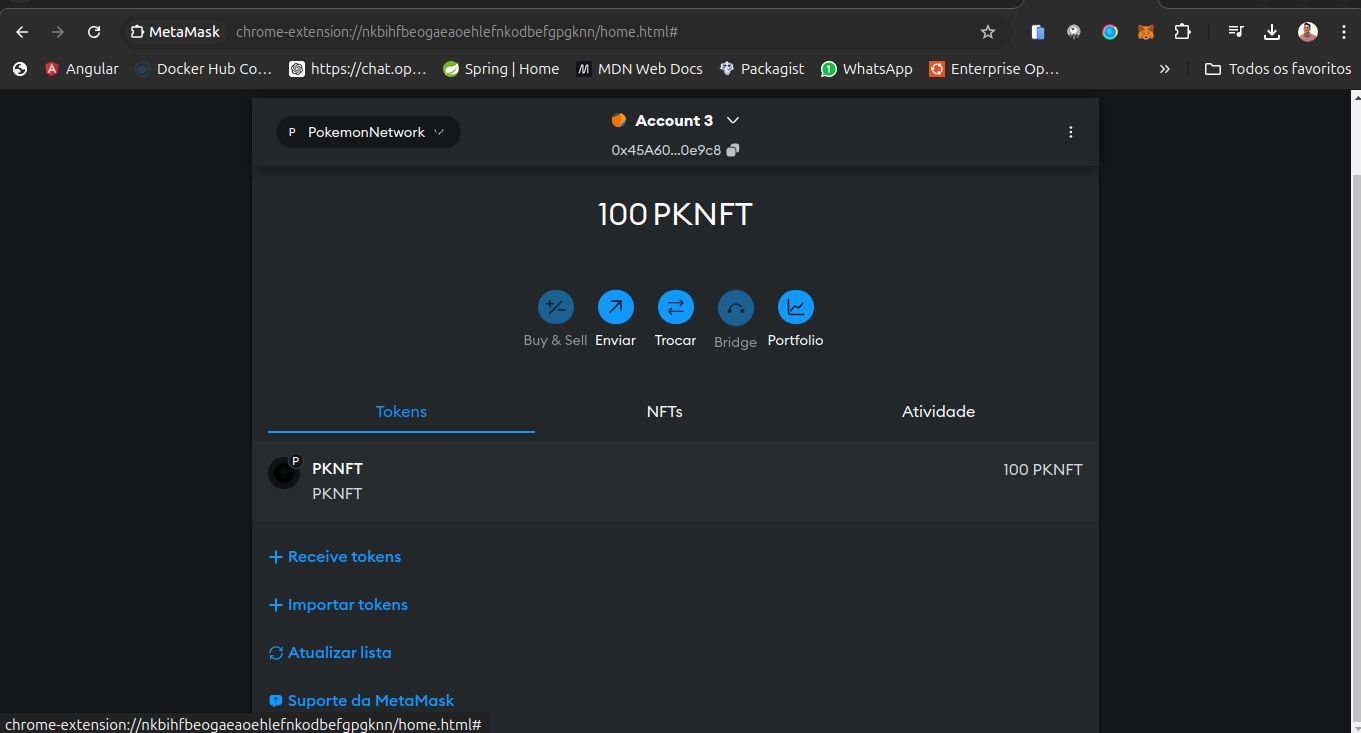 MetaMask chrome-extension://nkbihfbeogaeaoehlefnkodbefgpgknn/home.html#
Angular Docker Hub Co… https://chat.op… Spring | Home MDN Web Docs Packagist WhatsApp Enterprise Op… » Todos os favoritos
P PokemonNetwork
Account 3
0x45A60...0e9c8
100 PKNFT
Buy & Sell Enviar Trocar Bridge Portfolio
Tokens NFTs Atividade
P
PKNFT 100 PKNFT
PKNFT
+ Receive tokens
+ Importar tokens
Atualizar lista
Suporte da MetaMask
chrome-extension://nkbihfbeogaeaoehlefnkodbefgpgknn/home.html#